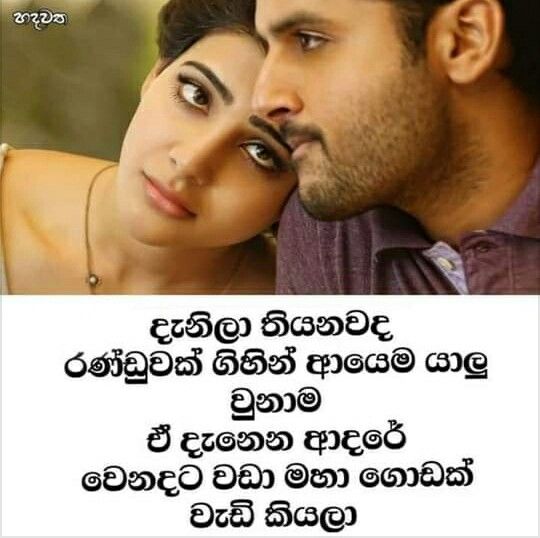 හදවත
දැනිලා තියනවද
රණ්ඩුවක් ගිහින් ආයෙම යාලු
වුනාම
ඒ දැනෙන ආදරේ
වෙනදට වඩා මහා ගොඩක්
වැඩි කියලා